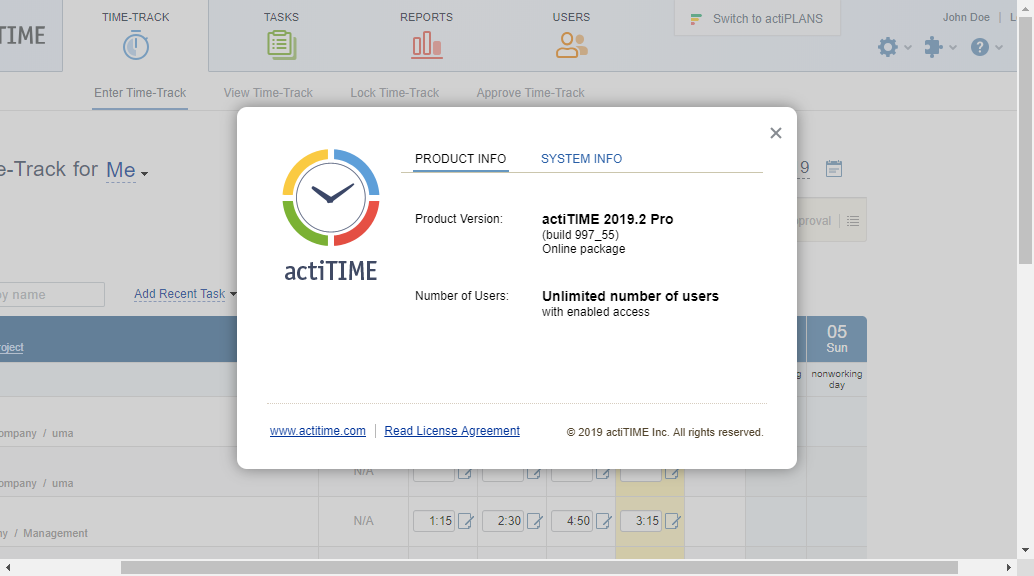 TIME
TIME-TRACK
TASKS
REPORTS
USERS
Switch to actiPLANS
John Doe
Enter Time-Track
View Time-Track
Lock Time-Track
Approve Time-Track
e-Track for Me
9
PRODUCT INFO
SYSTEM INFO
Product Version:
actiTIME 2019.2 Pro
(build 997_55)
Online package
actiTIME
Number of Users:
Unlimited number of users
with enabled access
by name
Add Recent Task
05
Sun
nonworking
day
www.actitime.com
Read License Agreement
© 2019 actiTIME Inc. All rights reserved.
/ uma
/ uma
N/A
/ Management
N/A
1:15
2:30
4:50
3:15